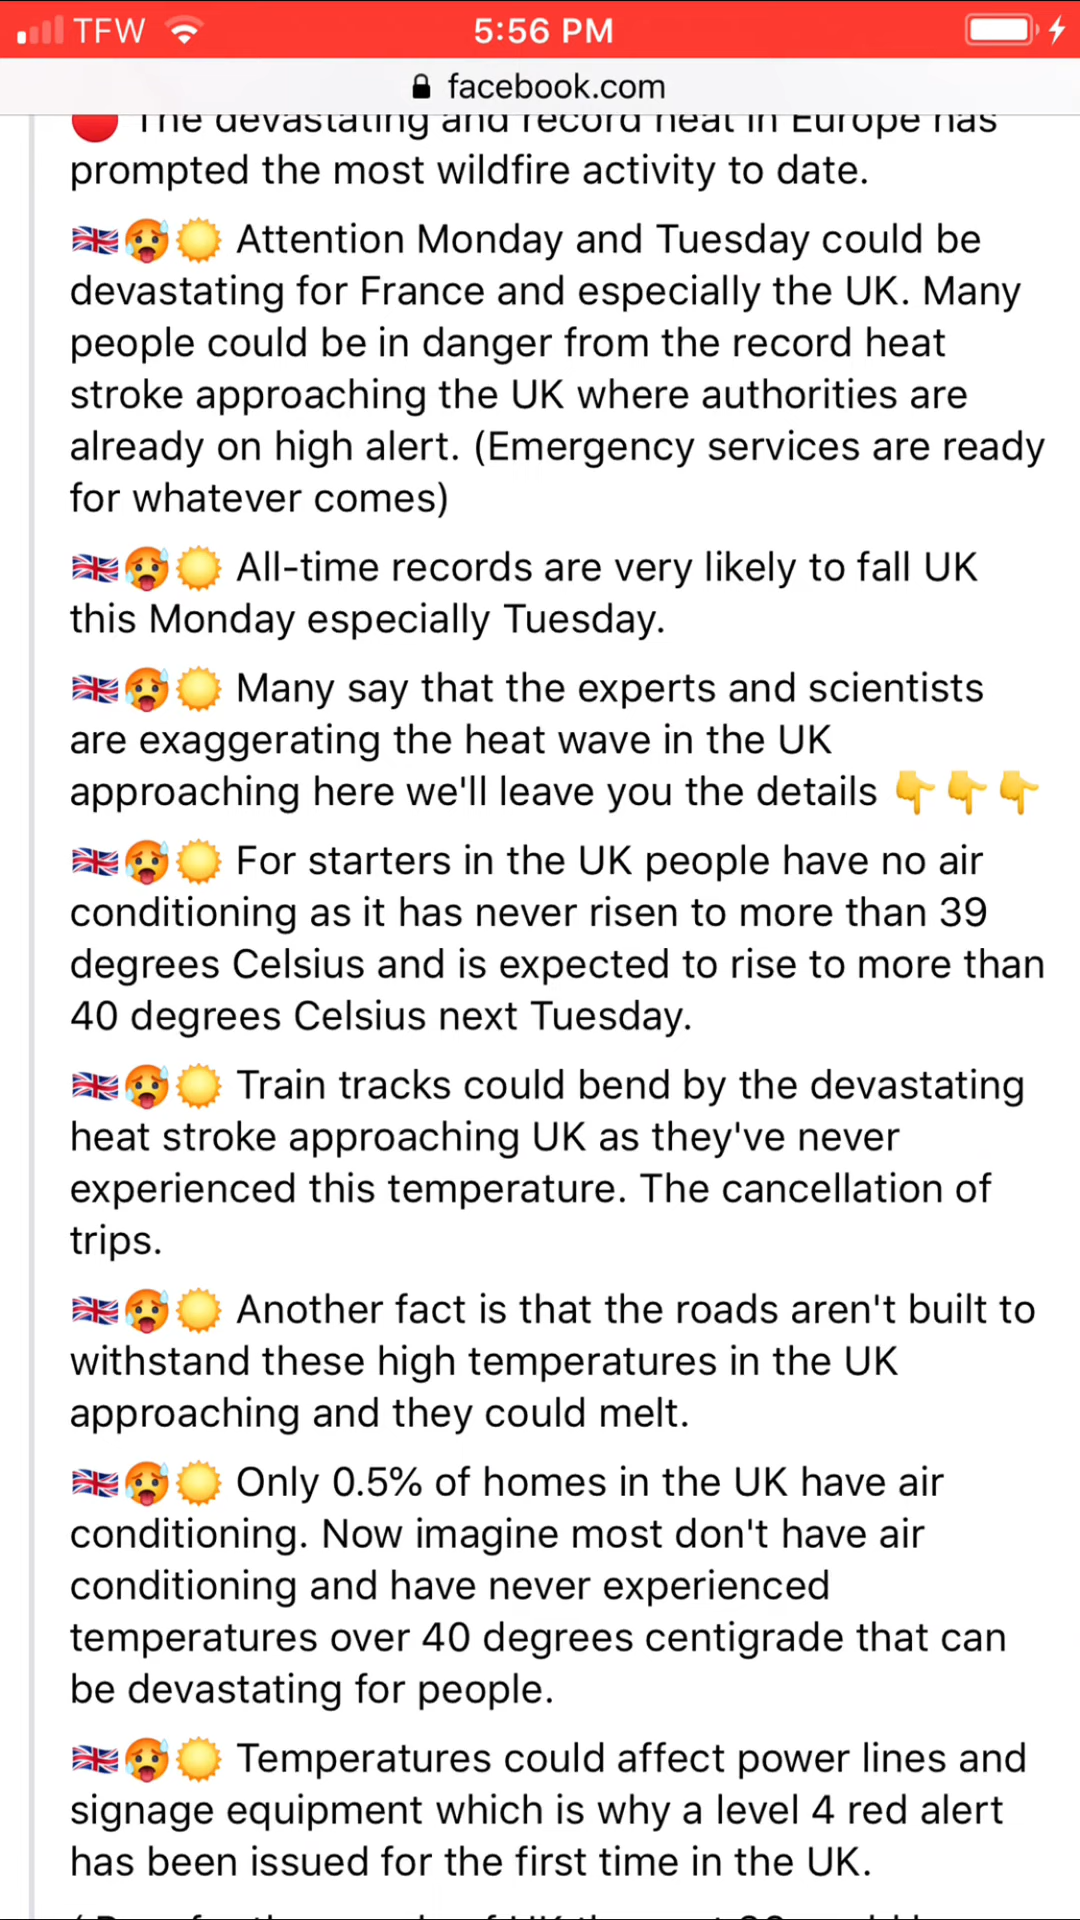 TFW
5:56 PM
facebook.com
🔴 The devastating and record heat in Europe has
prompted the most wildfire activity to date.
🇬🇧🥵☀️ Attention Monday and Tuesday could be
devastating for France and especially the UK. Many
people could be in danger from the record heat
stroke approaching the UK where authorities are
already on high alert. (Emergency services are ready
for whatever comes)
🇬🇧🥵☀️ All-time records are very likely to fall UK
this Monday especially Tuesday.
🇬🇧🥵☀️ Many say that the experts and scientists
are exaggerating the heat wave in the UK
approaching here we'll leave you the details 👇👇👇
🇬🇧🥵☀️ For starters in the UK people have no air
conditioning as it has never risen to more than 39
degrees Celsius and is expected to rise to more than
40 degrees Celsius next Tuesday.
🇬🇧🥵☀️ Train tracks could bend by the devastating
heat stroke approaching UK as they've never
experienced this temperature. The cancellation of
trips.
🇬🇧🥵☀️ Another fact is that the roads aren't built to
withstand these high temperatures in the UK
approaching and they could melt.
🇬🇧🥵☀️ Only 0.5% of homes in the UK have air
conditioning. Now imagine most don't have air
conditioning and have never experienced
temperatures over 40 degrees centigrade that can
be devastating for people.
🇬🇧🥵☀️ Temperatures could affect power lines and
signage equipment which is why a level 4 red alert
has been issued for the first time in the UK.